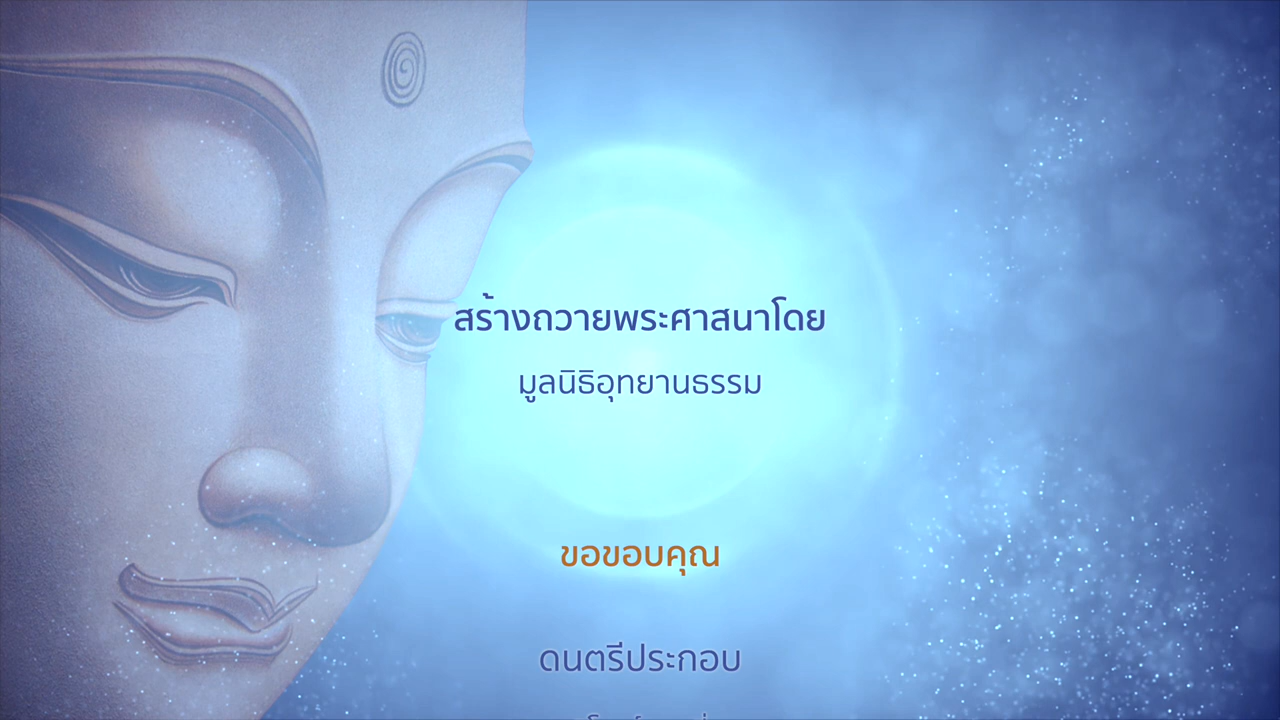 สร้างถวายพระศาสนาโดย
มูลนิธิอุทยานธรรม
ขอขอบคุณ
ดนตรีประกอบ